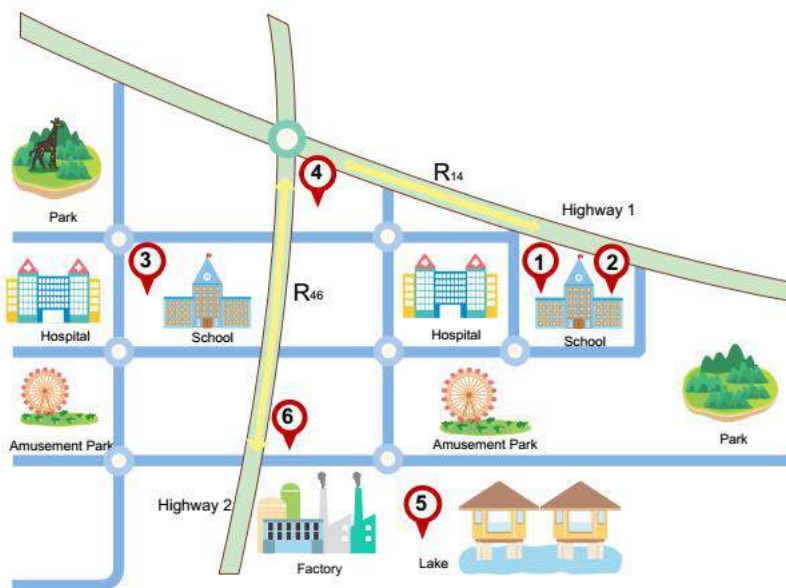 4
R14
Highway 1
Park
3
1
2
R46
Hospital
School
Hospital
School
Amusement Park
6
Amusement Park
Park
Highway 2
5
Factory
Lake